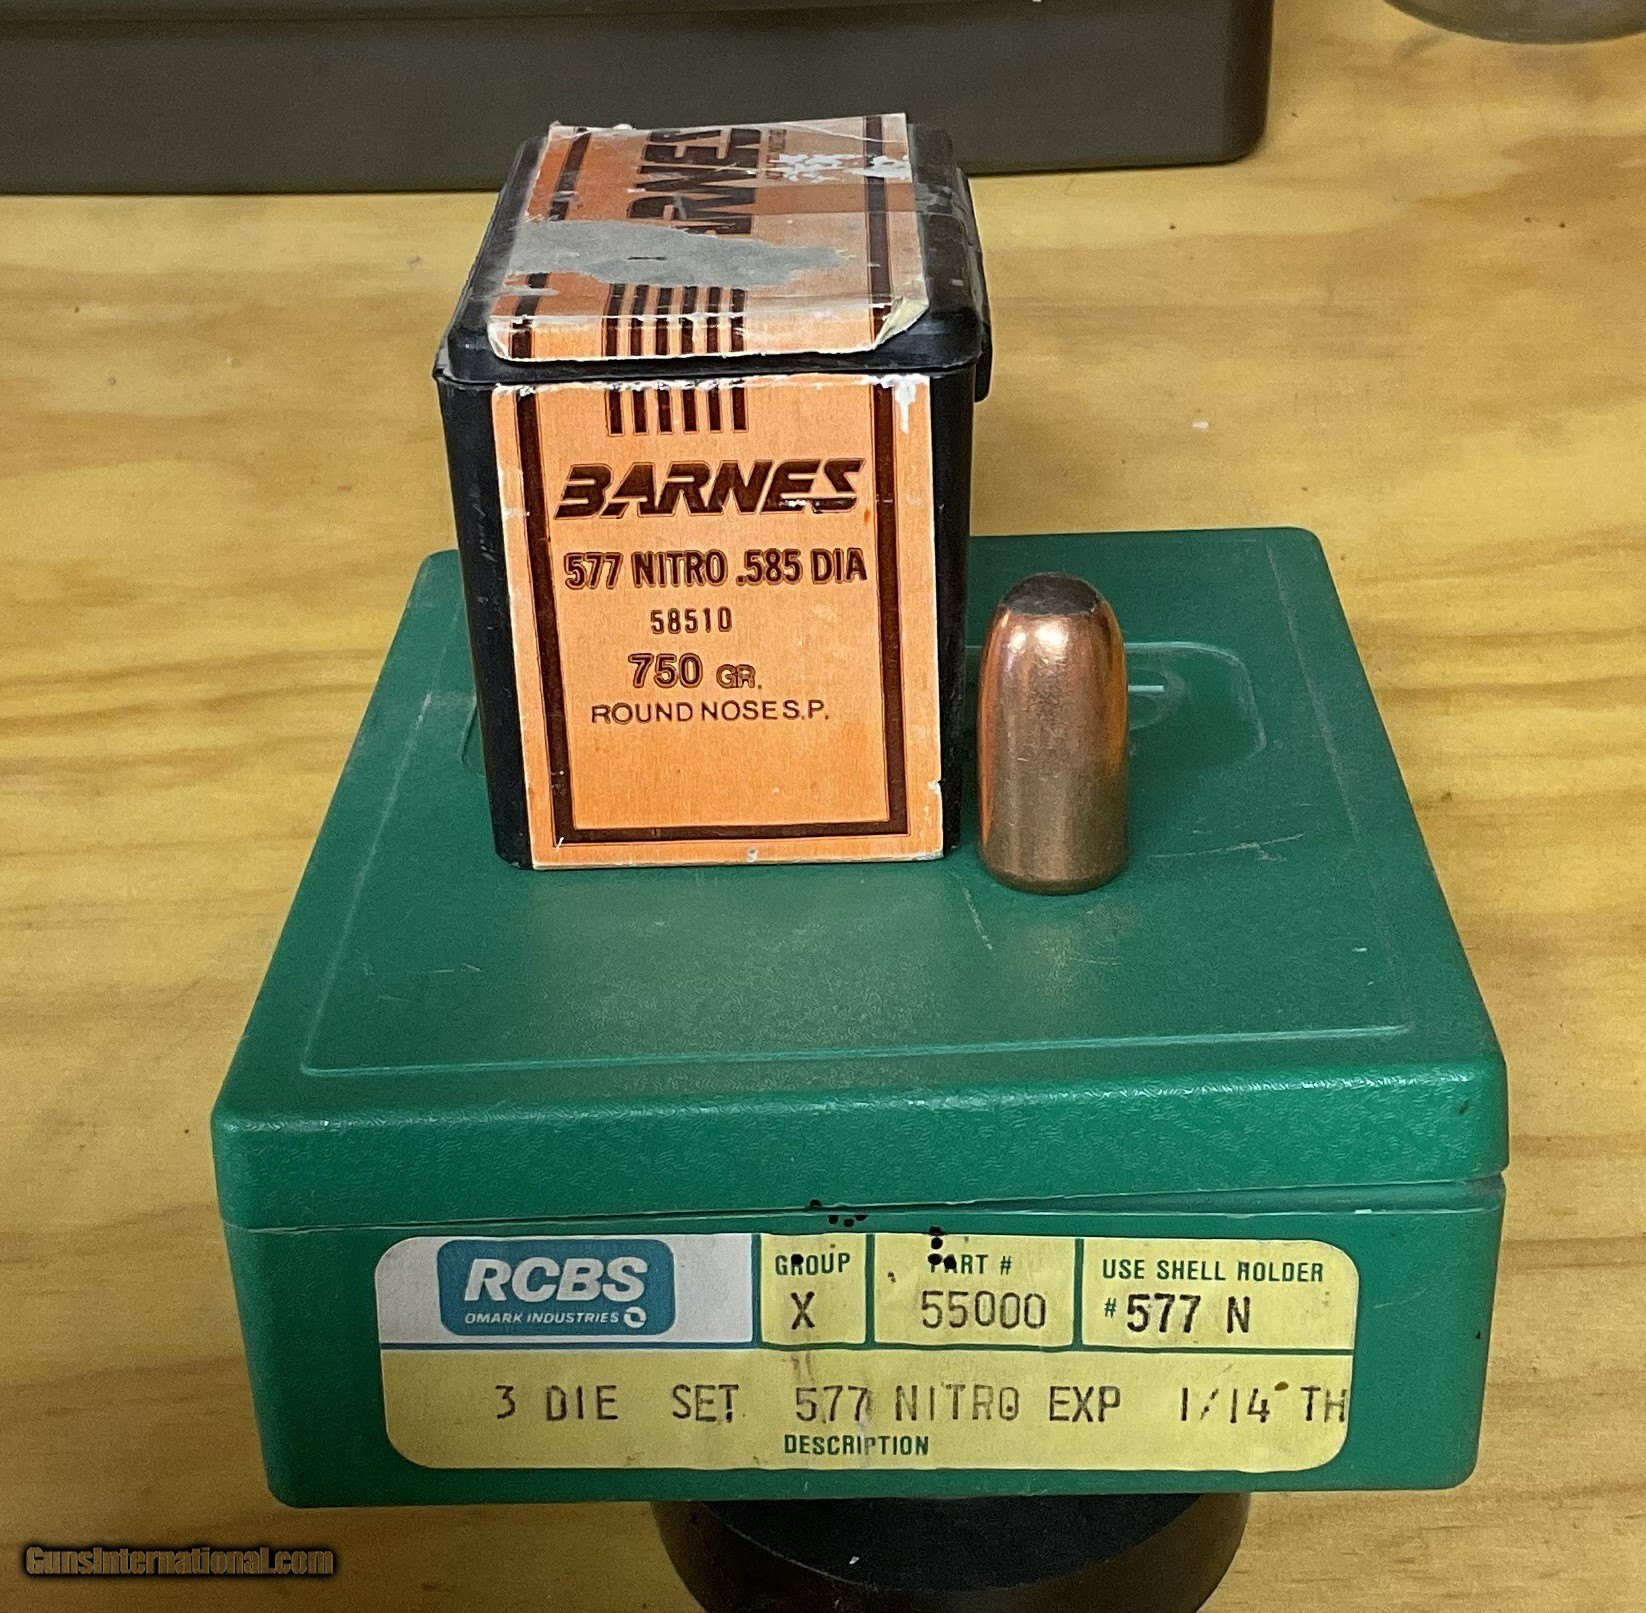 BARNES
577 NITRO .585 DIA
58510
750 GR.
ROUND NOSE S.P.
RCBS
OMARK INDUSTRIES
GROUP
X
PART #
55000
USE SHELL HOLDER
# 577 N
3 DIE SET 577 NITRO EXP 1/14 TH
DESCRIPTION
GunsInternational.com